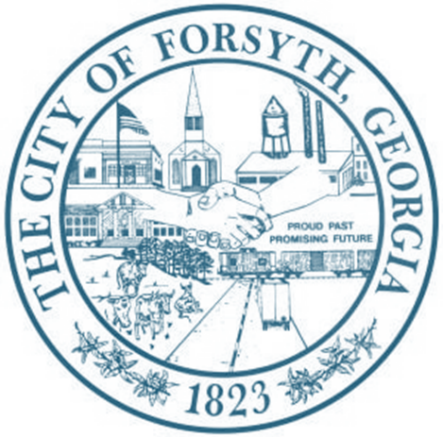 THE CITY OF FORSYTH, GEORGIA
PROUD PAST
PROMISING FUTURE
1823